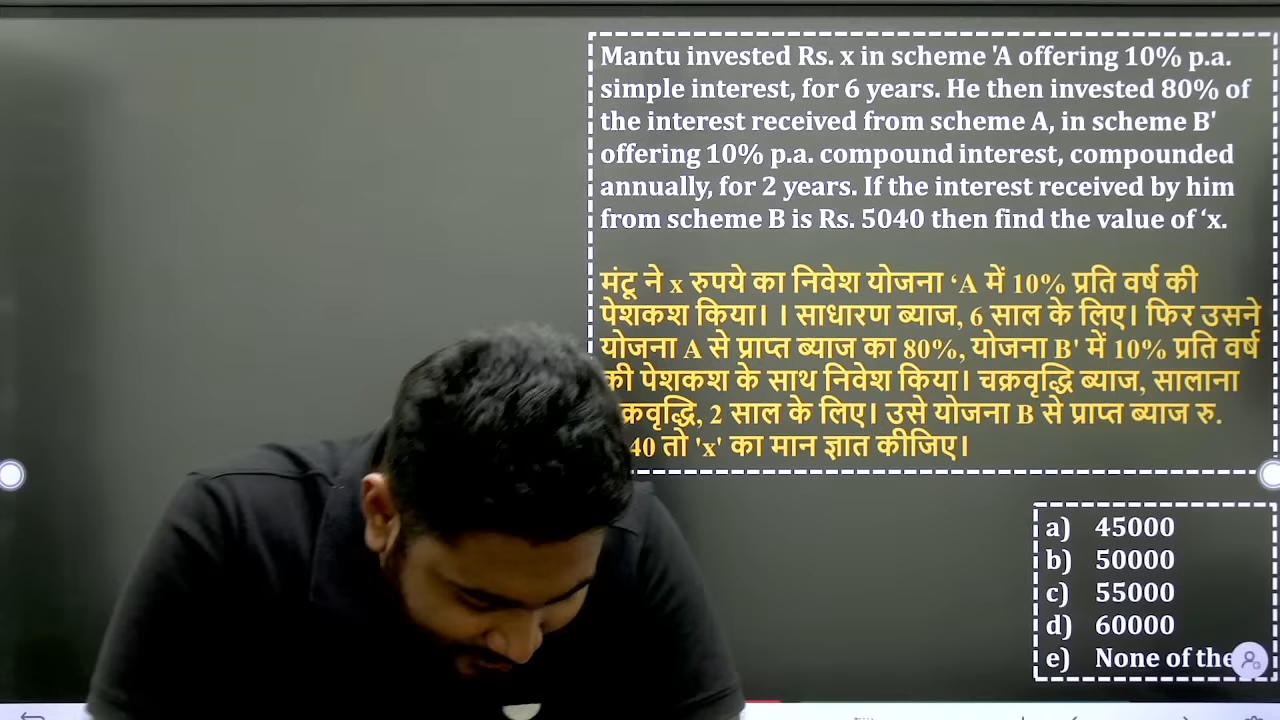 Mantu invested Rs. x in scheme 'A offering 10% p.a.
simple interest, for 6 years. He then invested 80% of
the interest received from scheme A, in scheme B'
offering 10% p.a. compound interest, compounded
annually, for 2 years. If the interest received by him
from scheme B is Rs. 5040 then find the value of ‘x.
मंटू ने x रुपये का निवेश योजना ‘A में 10% प्रति वर्ष की
पेशकश किया। । साधारण ब्याज, 6 साल के लिए। फिर उसने
योजना A से प्राप्त ब्याज का 80%, योजना B' में 10% प्रति वर्ष
की पेशकश के साथ निवेश किया। चक्रवृद्धि ब्याज, सालाना
क्रवृद्धि, 2 साल के लिए। उसे योजना B से प्राप्त ब्याज रु.
40 तो 'x' का मान ज्ञात कीजिए।
a) 45000
b) 50000
c) 55000
d) 60000
e) None of the